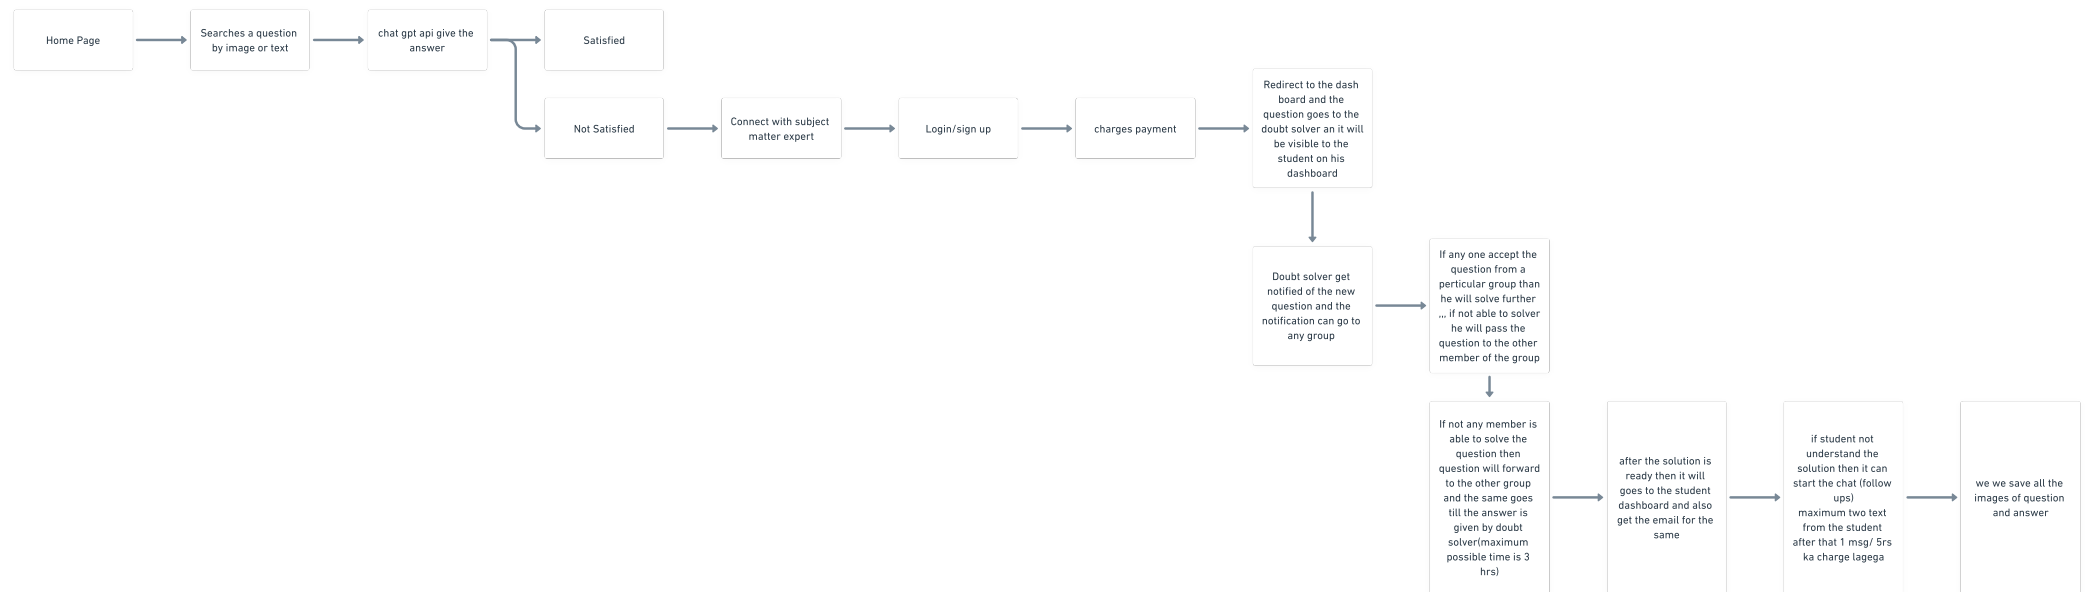 Home Page
Searches a question
by image or text
chat gpt api give the
answer
Satisfied
Not Satisfied
Connect with subject
matter expert
Login/sign up
charges payment
Redirect to the dash
board and the
question goes to the
doubt solver an it will
be visible to the
student on his
dashboard
Doubt solver get
notified of the new
question and the
notification can go to
any group
If any one accept the
question from a
perticular group than
he will solve further
,,, if not able to solver
he will pass the
question to the other
member of the group
If not any member is
able to solve the
question then
question will forward
to the other group
and the same goes
till the answer is
given by doubt
solver(maximum
possible time is 3
hrs)
after the solution is
ready then it will
goes to the student
dashboard and also
get the email for the
same
if student not
understand the
solution then it can
start the chat (follow
ups)
maximum two text
from the student
after that 1 msg/ 5rs
ka charge lagega
we we save all the
images of question
and answer